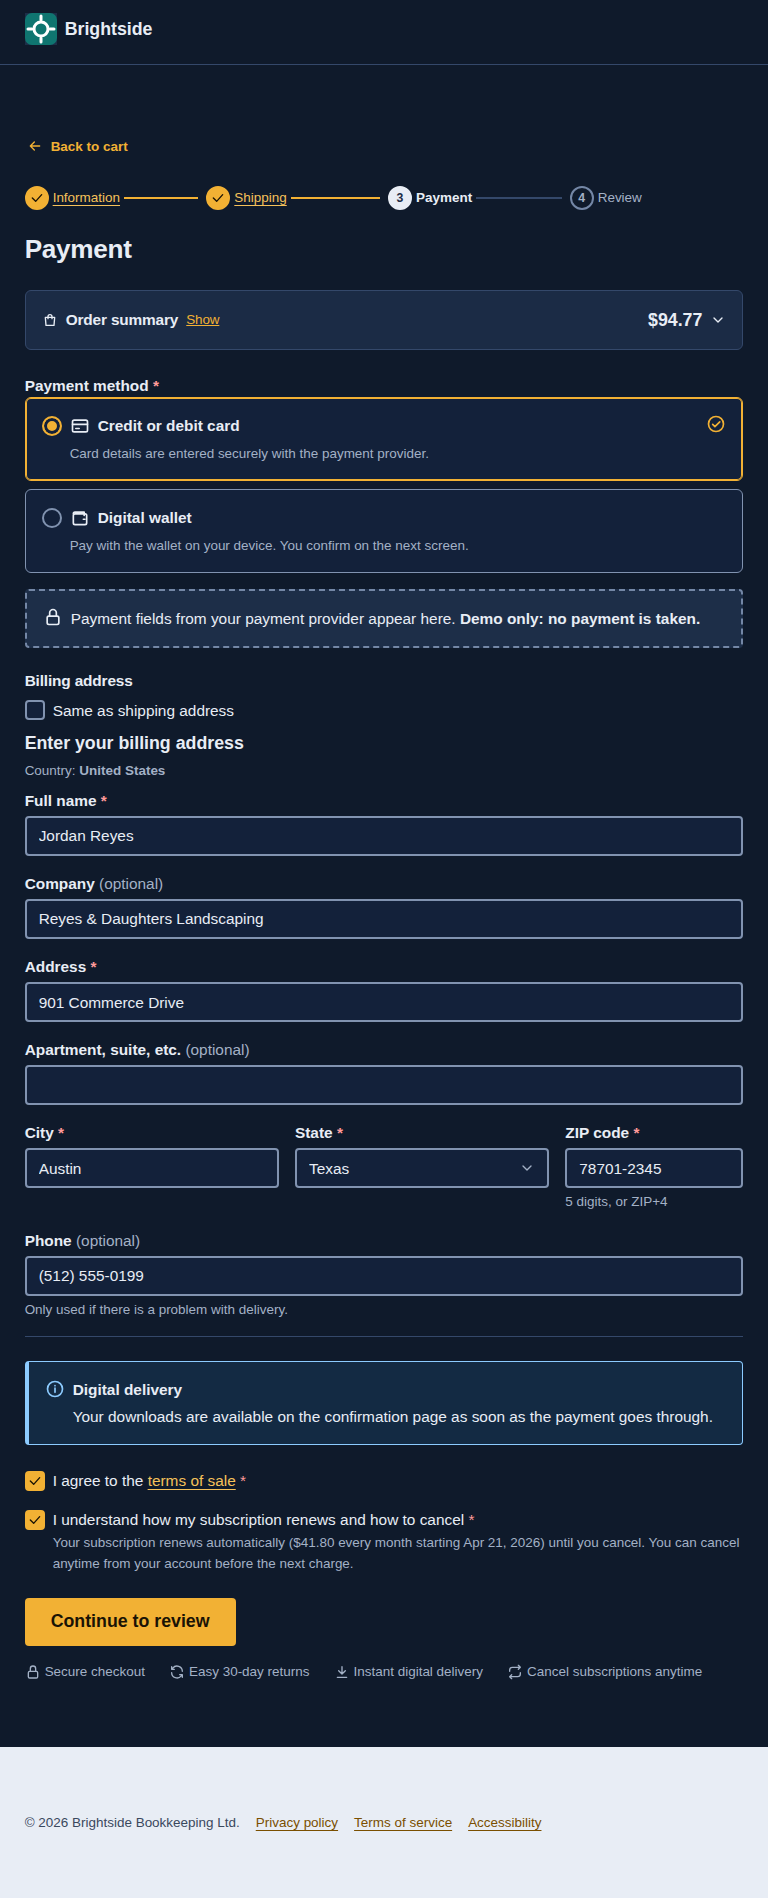 Brightside
Back to cart
Information Shipping 3 Payment 4 Review
Payment
Order summary Show $94.77
Payment method *
Credit or debit card
Card details are entered securely with the payment provider.
Digital wallet
Pay with the wallet on your device. You confirm on the next screen.
Payment fields from your payment provider appear here. Demo only: no payment is taken.
Billing address
Same as shipping address
Enter your billing address
Country: United States
Full name *
Jordan Reyes
Company (optional)
Reyes & Daughters Landscaping
Address *
901 Commerce Drive
Apartment, suite, etc. (optional)
City * State * ZIP code *
Austin Texas 78701-2345
5 digits, or ZIP+4
Phone (optional)
(512) 555-0199
Only used if there is a problem with delivery.
Digital delivery
Your downloads are available on the confirmation page as soon as the payment goes through.
I agree to the terms of sale *
I understand how my subscription renews and how to cancel *
Your subscription renews automatically ($41.80 every month starting Apr 21, 2026) until you cancel. You can cancel
anytime from your account before the next charge.
Continue to review
Secure checkout Easy 30-day returns Instant digital delivery Cancel subscriptions anytime
© 2026 Brightside Bookkeeping Ltd. Privacy policy Terms of service Accessibility